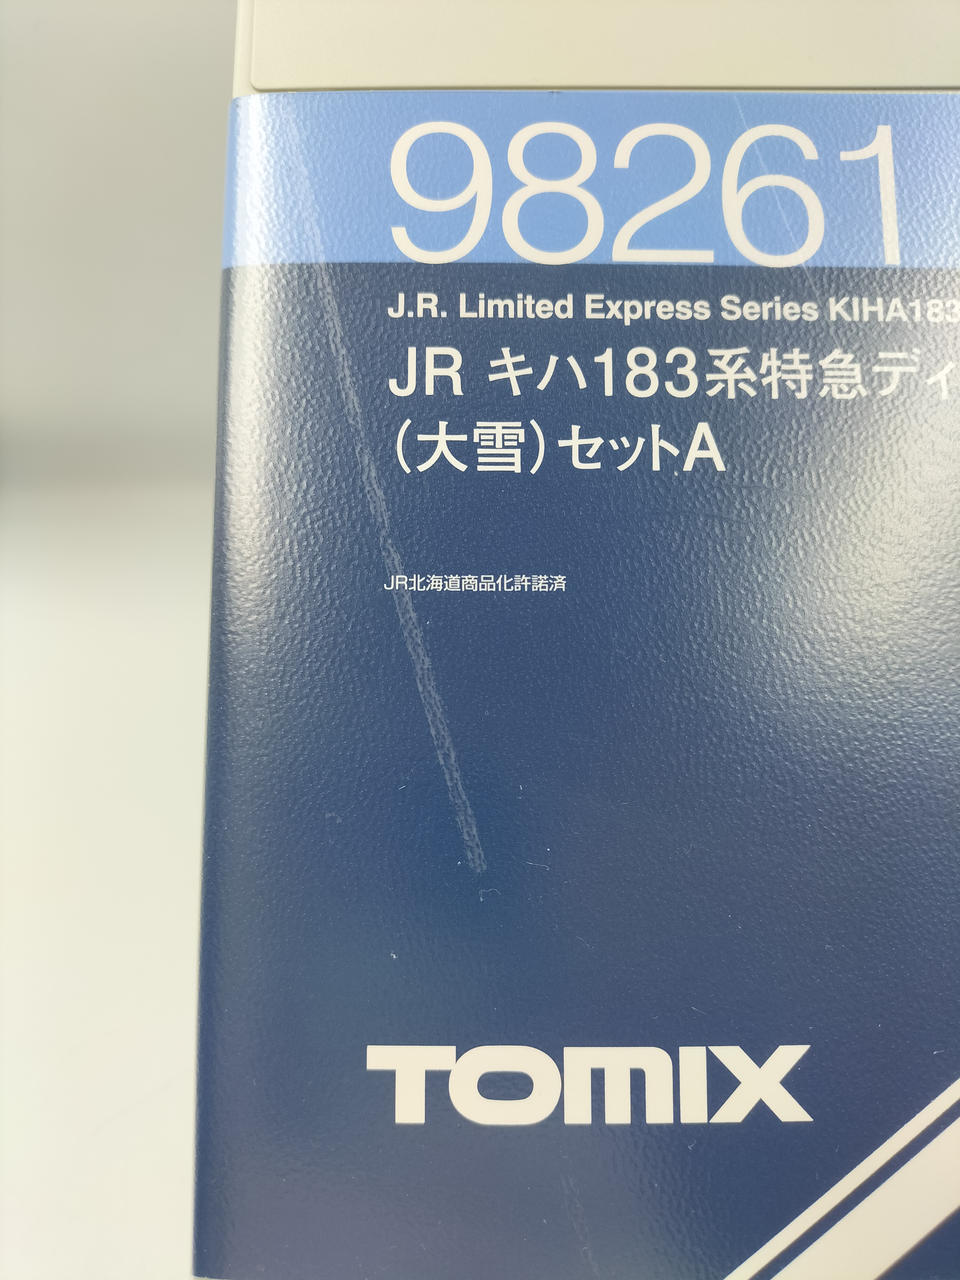 98261
J.R. Limited Express Series KIHA183
JR キハ183系特急ディ
(大雪)セットA
JR北海道商品化許諾済
TOMIX